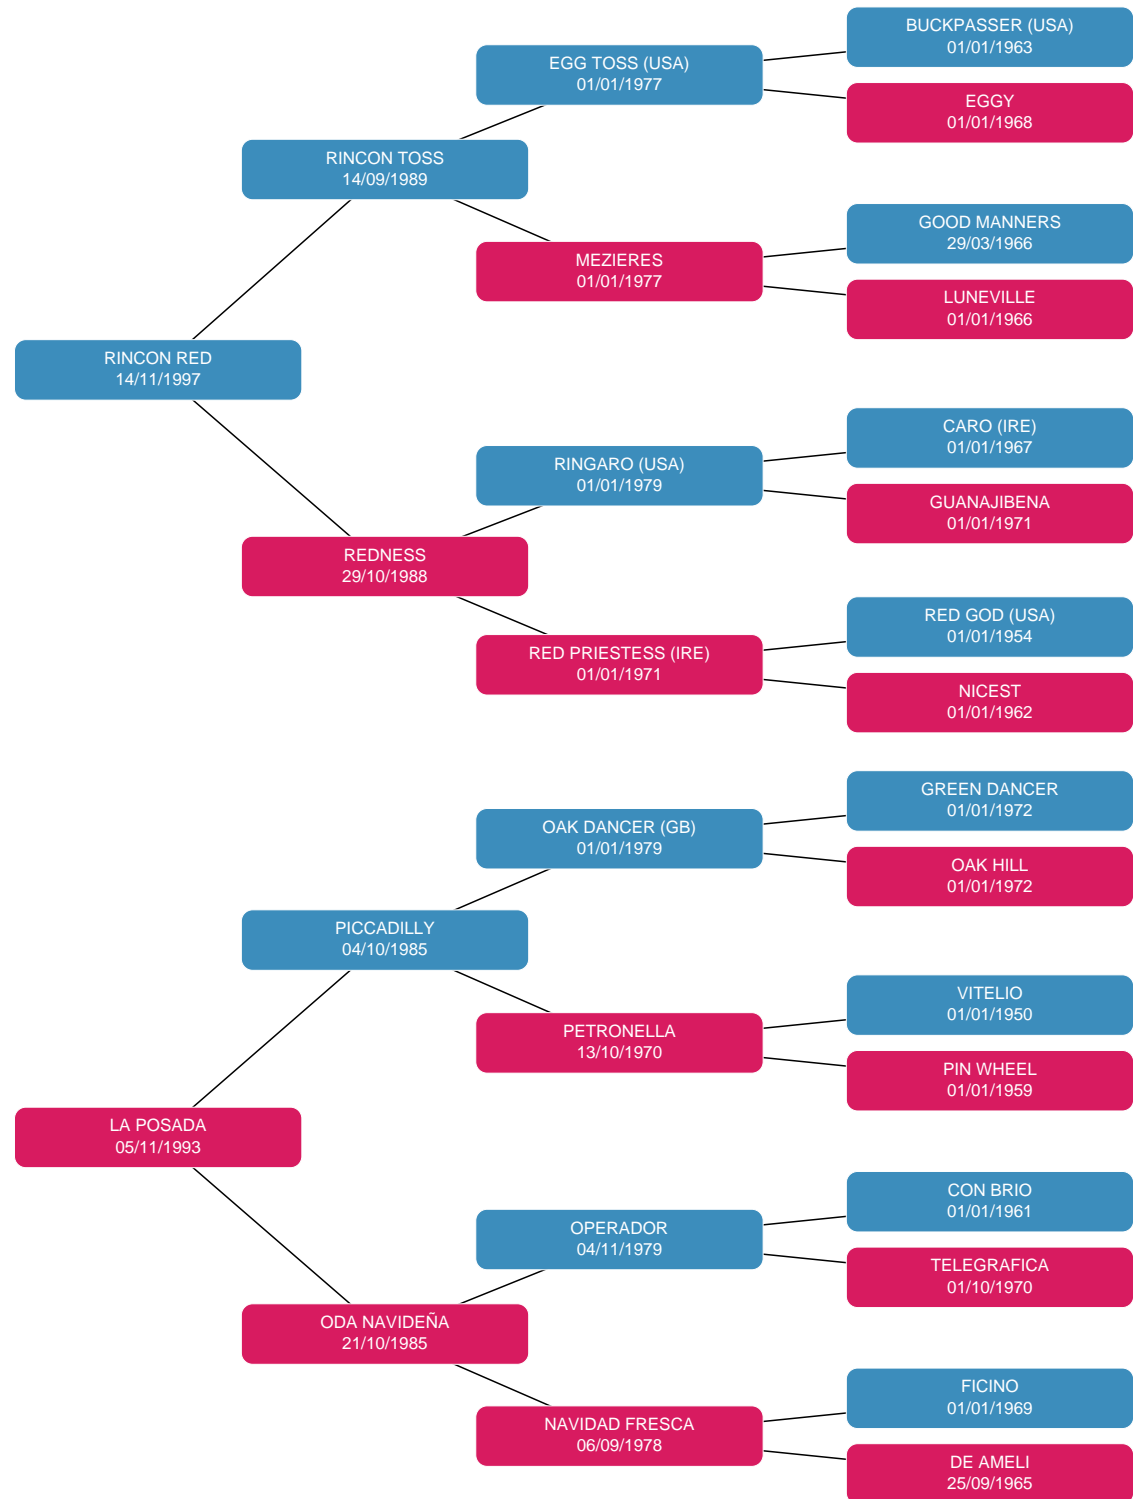 BUCKPASSER (USA)
01/01/1963
EGG TOSS (USA)
01/01/1977
EGGY
01/01/1968
RINCON TOSS
14/09/1989
GOOD MANNERS
29/03/1966
MEZIERES
01/01/1977
LUNEVILLE
01/01/1966
RINCON RED
14/11/1997
CARO (IRE)
01/01/1967
RINGARO (USA)
01/01/1979
GUANAJIBENA
01/01/1971
REDNESS
29/10/1988
RED GOD (USA)
01/01/1954
RED PRIESTESS (IRE)
01/01/1971
NICEST
01/01/1962
GREEN DANCER
01/01/1972
OAK DANCER (GB)
01/01/1979
OAK HILL
01/01/1972
PICCADILLY
04/10/1985
VITELIO
01/01/1950
PETRONELLA
13/10/1970
PIN WHEEL
01/01/1959
LA POSADA
05/11/1993
CON BRIO
01/01/1961
OPERADOR
04/11/1979
TELEGRAFICA
01/10/1970
ODA NAVIDEÑA
21/10/1985
FICINO
01/01/1969
NAVIDAD FRESCA
06/09/1978
DE AMELI
25/09/1965